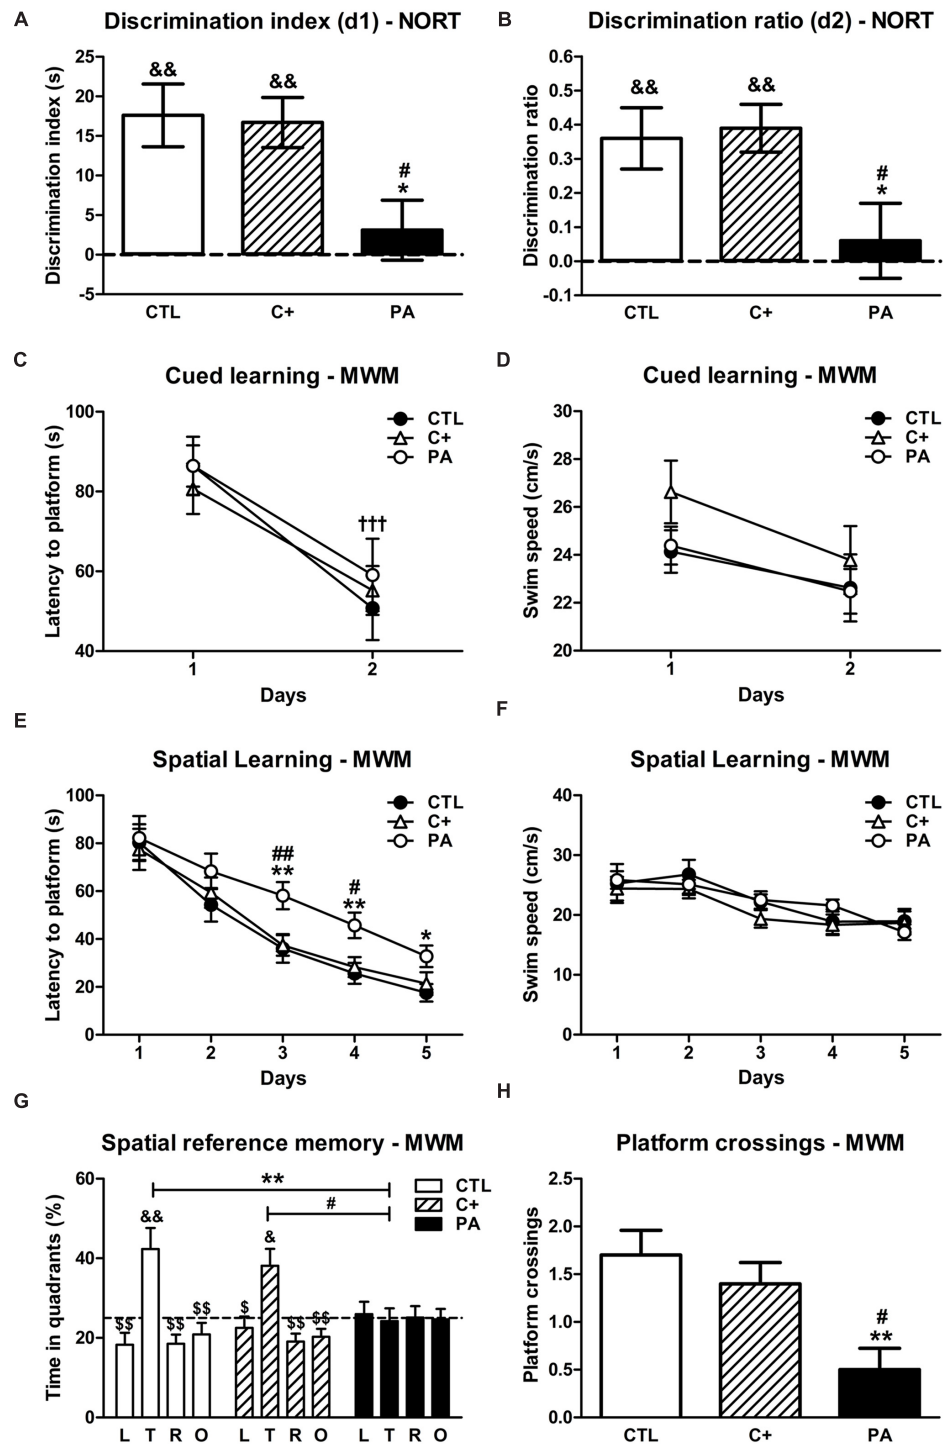 A
Discrimination index (d1) - NORT
Discrimination index (s)
25
20
15
10
5
0
-5
&&
&&
#
*
CTL
C+
PA
B
Discrimination ratio (d2) - NORT
Discrimination ratio
0.6
0.5
0.4
0.3
0.2
0.1
0.0
-0.1
&&
&&
#
*
CTL
C+
PA
C
Cued learning - MWM
Latency to platform (s)
100
80
60
40
CTL
C+
PA
†††
1
2
Days
D
Cued learning - MWM
Swim speed (cm/s)
30
28
26
24
22
20
CTL
C+
PA
1
2
Days
E
Spatial Learning - MWM
Latency to platform (s)
100
80
60
40
20
0
CTL
C+
PA
##
**
#
**
*
1
2
3
4
5
Days
F
Spatial Learning - MWM
Swim speed (cm/s)
40
30
20
10
0
CTL
C+
PA
1
2
3
4
5
Days
G
Spatial reference memory - MWM
Time in quadrants (%)
60
40
20
0
**
#
CTL
C+
PA
&&
&
$$
$$
$$
$
$$
$$
L T R O
L T R O
L T R O
H
Platform crossings - MWM
Platform crossings
2.5
2.0
1.5
1.0
0.5
0.0
#
**
CTL
C+
PA